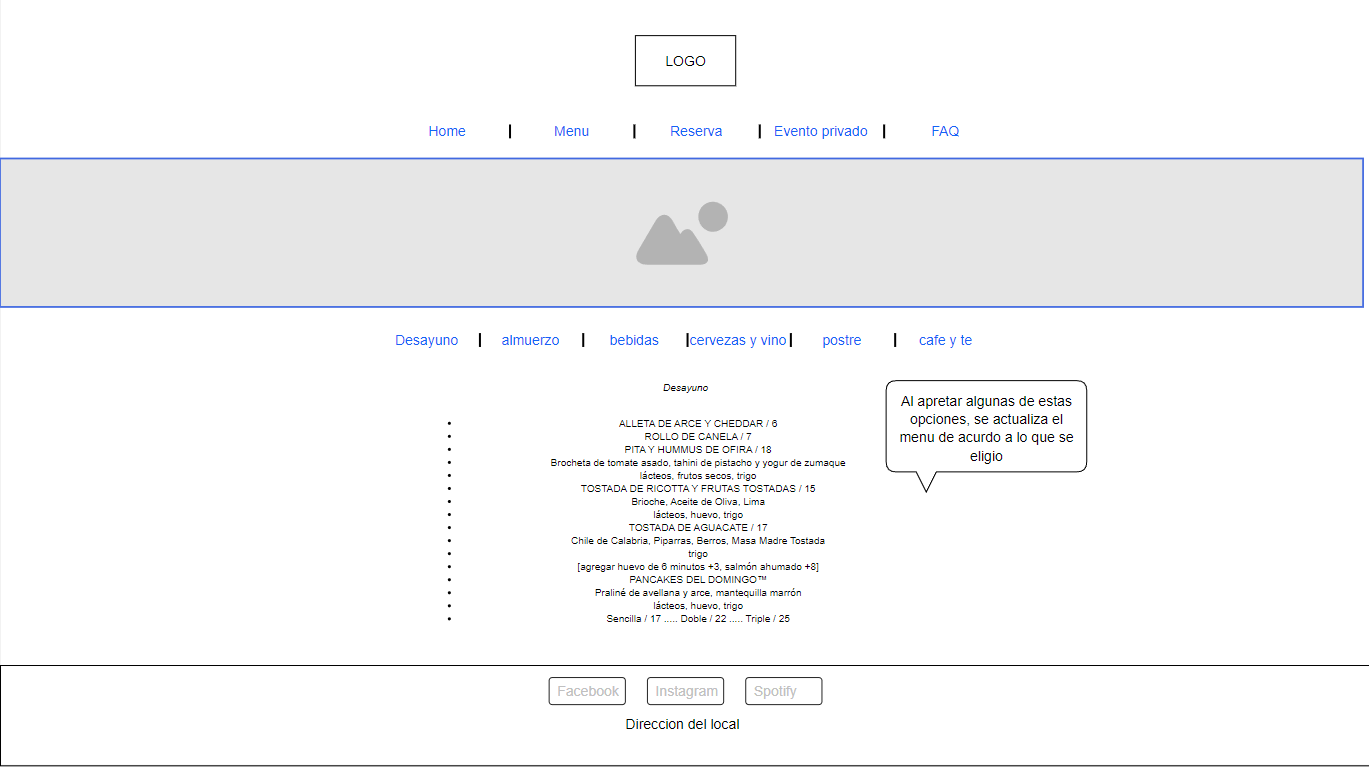 LOGO
Home | Menu | Reserva | Evento privado | FAQ
Desayuno | almuerzo | bebidas | cervezas y vino | postre | cafe y te
Desayuno
• ALLETA DE ARCE Y CHEDDAR / 6
• ROLLO DE CANELA / 7
• PITA Y HUMMUS DE OFIRA / 18
• Brocheta de tomate asado, tahini de pistacho y yogur de zumaque
• lácteos, frutos secos, trigo
• TOSTADA DE RICOTTA Y FRUTAS TOSTADAS / 15
• Brioche, Aceite de Oliva, Lima
• lácteos, huevo, trigo
• TOSTADA DE AGUACATE / 17
• Chile de Calabria, Piparras, Berros, Masa Madre Tostada
• trigo
• [agregar huevo de 6 minutos +3, salmón ahumado +8]
• PANCAKES DEL DOMINGO™
• Praliné de avellana y arce, mantequilla marrón
• lácteos, huevo, trigo
• Sencilla / 17 ..... Doble / 22 ..... Triple / 25
Al apretar algunas de estas
opciones, se actualiza el
menu de acurdo a lo que se
eligio
Facebook Instagram Spotify
Direccion del local